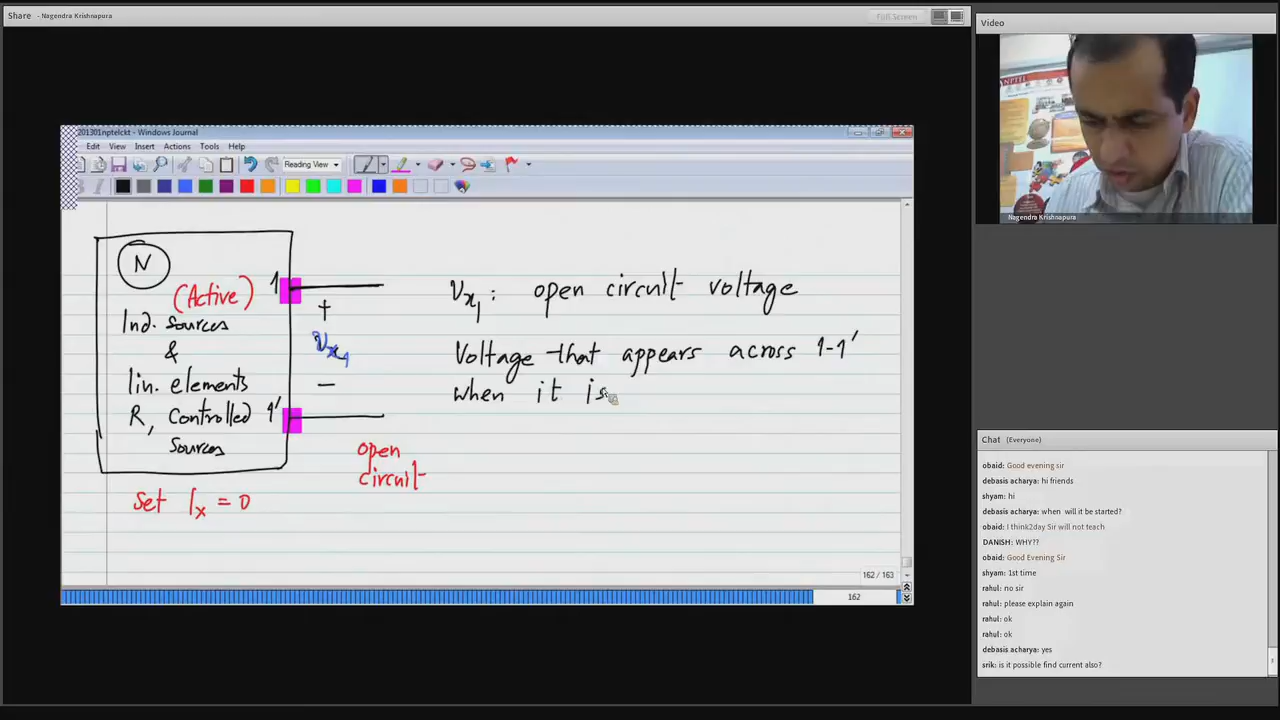 Share - Nagendra Krishnapura
Full Screen
Video
201301nptelckt - Windows Journal
Edit View Insert Actions Tools Help
Reading View
N
(Active)
Ind. sources
&
lin. elements
R, Controlled
Sources
1
+
Vx1
-
1'
open
circuit
Set Ix = 0
Vx1: open circuit voltage
Voltage that appears across 1-1'
when it is
162 / 163
162
NPTEL
Nagendra Krishnapura
Chat (Everyone)
obaid: Good evening sir
debasis acharya: hi friends
shyam: hi
debasis acharya: when will it be started?
obaid: I think2day Sir will not teach
DANISH: WHY??
obaid: Good Evening Sir
shyam: 1st time
rahul: no sir
rahul: please explain again
rahul: ok
rahul: ok
debasis acharya: yes
srik: is it possible find current also?